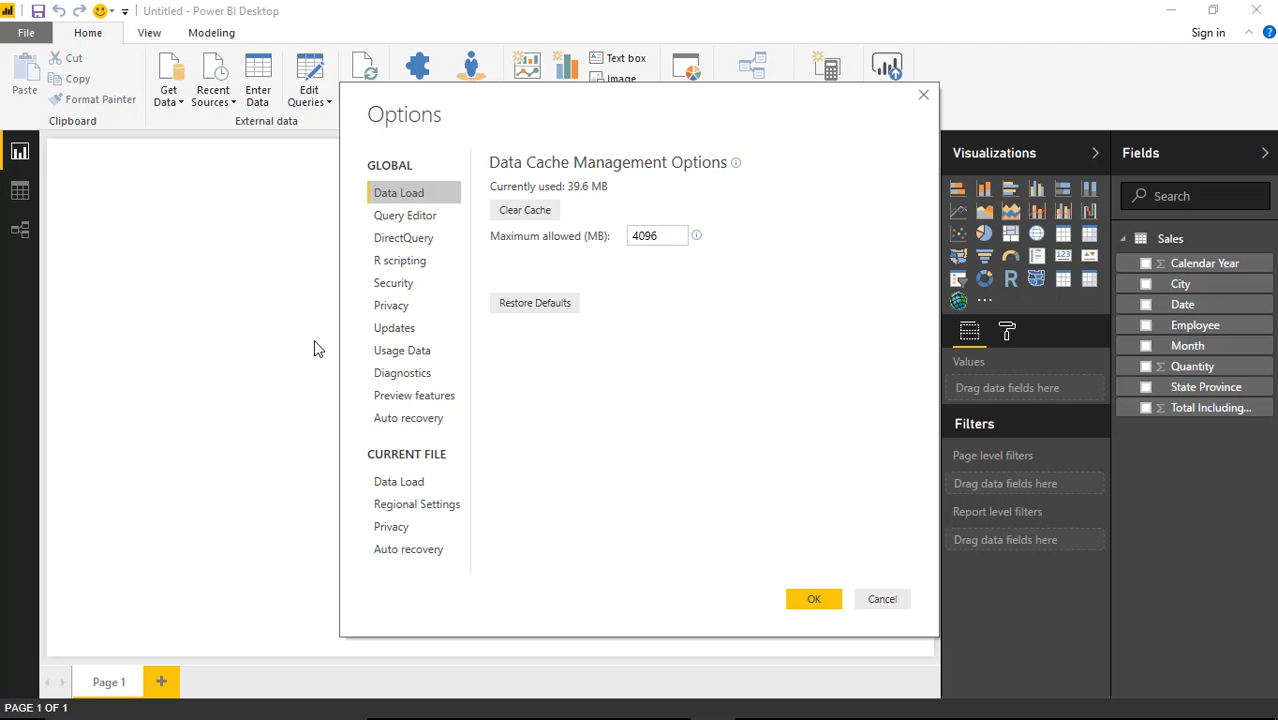 Untitled - Power BI Desktop
File Home View Modeling Sign in
Paste
Cut
Copy
Format Painter
Clipboard
Get Data
Recent Sources
Enter Data
Edit Queries
External data
Text box
Image
Options
GLOBAL
Data Load
Query Editor
DirectQuery
R scripting
Security
Privacy
Updates
Usage Data
Diagnostics
Preview features
Auto recovery
CURRENT FILE
Data Load
Regional Settings
Privacy
Auto recovery
Data Cache Management Options
Currently used: 39.6 MB
Clear Cache
Maximum allowed (MB): 4096
Restore Defaults
OK Cancel
Visualizations
Values
Drag data fields here
Filters
Page level filters
Drag data fields here
Report level filters
Drag data fields here
Fields
Search
Sales
Calendar Year
City
Date
Employee
Month
Quantity
State Province
Total Including...
Page 1
PAGE 1 OF 1